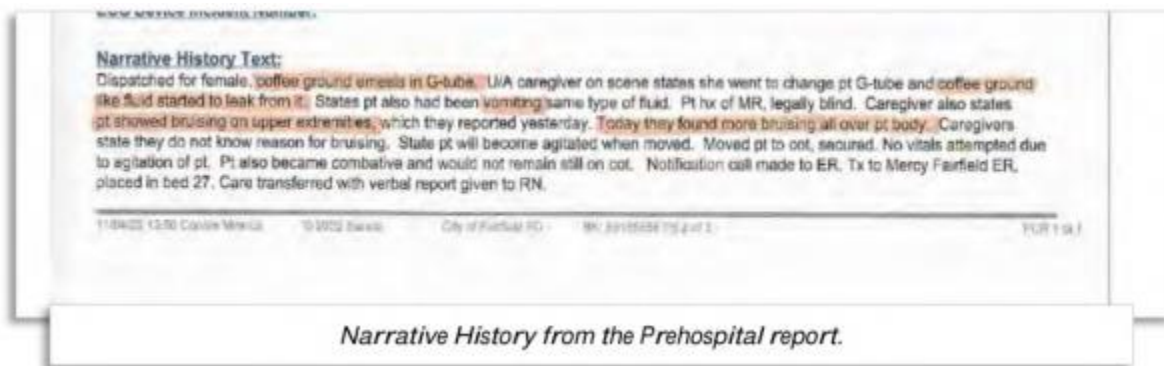 Narrative History Text:
Dispatched for female, coffee ground emesis in G-tube. U/A caregiver on scene states she went to change pt G-tube and coffee ground
like fluid started to leak from it. States pt also had been vomiting same type of fluid. Pt hx of MR, legally blind. Caregiver also states
pt showed bruising on upper extremities, which they reported yesterday. Today they found more bruising all over pt body. Caregivers
state they do not know reason for bruising. State pt will become agitated when moved. Moved pt to cot, secured. No vitals attempted due
to agitation of pt. Pt also became combative and would not remain still on cot. Notification call made to ER. Tx to Mercy Fairfield ER,
placed in bed 27. Care transferred with verbal report given to RN.
City of Fairfield FD
Narrative History from the Prehospital report.